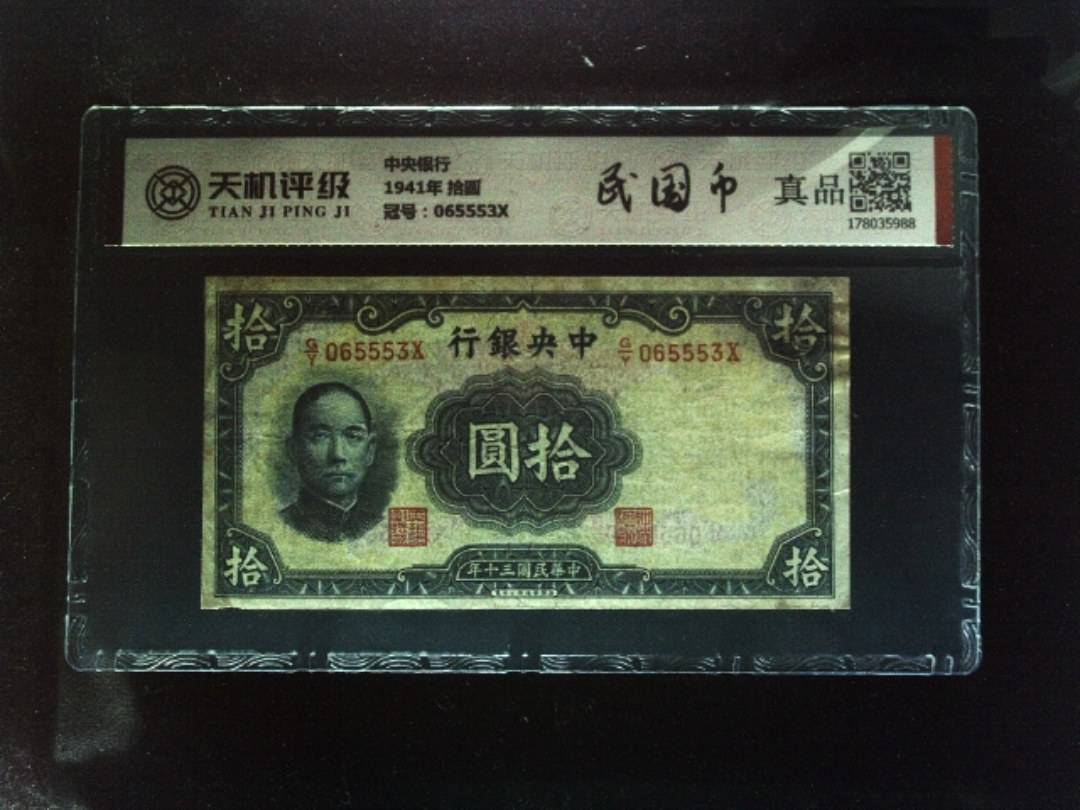 天机评级
TIAN JI PING JI
中央银行
1941年 拾圓
冠号：065553X
民国币
真品
178035988
拾
拾
G/Y 065553X
行銀央中
G/Y 065553X
圓拾
年十三國民華中
拾
拾